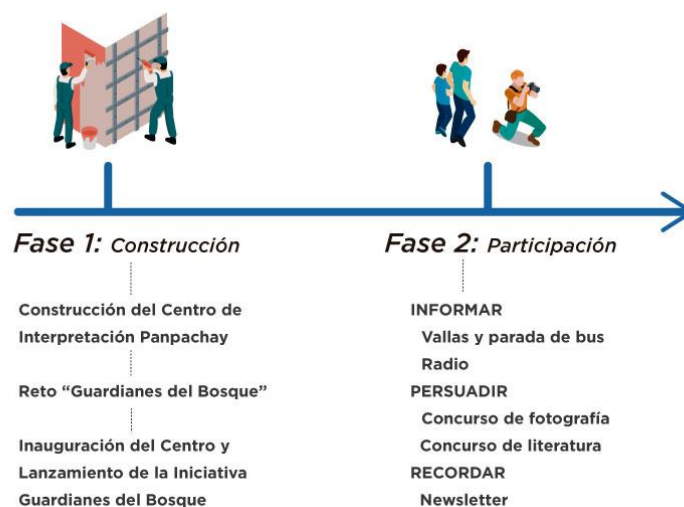 Fase 1: Construcción
Construcción del Centro de
Interpretación Panpachay
Reto “Guardianes del Bosque”
Inauguración del Centro y
Lanzamiento de la Iniciativa
Guardianes del Bosque
Fase 2: Participación
INFORMAR
Vallas y parada de bus
Radio
PERSUADIR
Concurso de fotografía
Concurso de literatura
RECORDAR
Newsletter